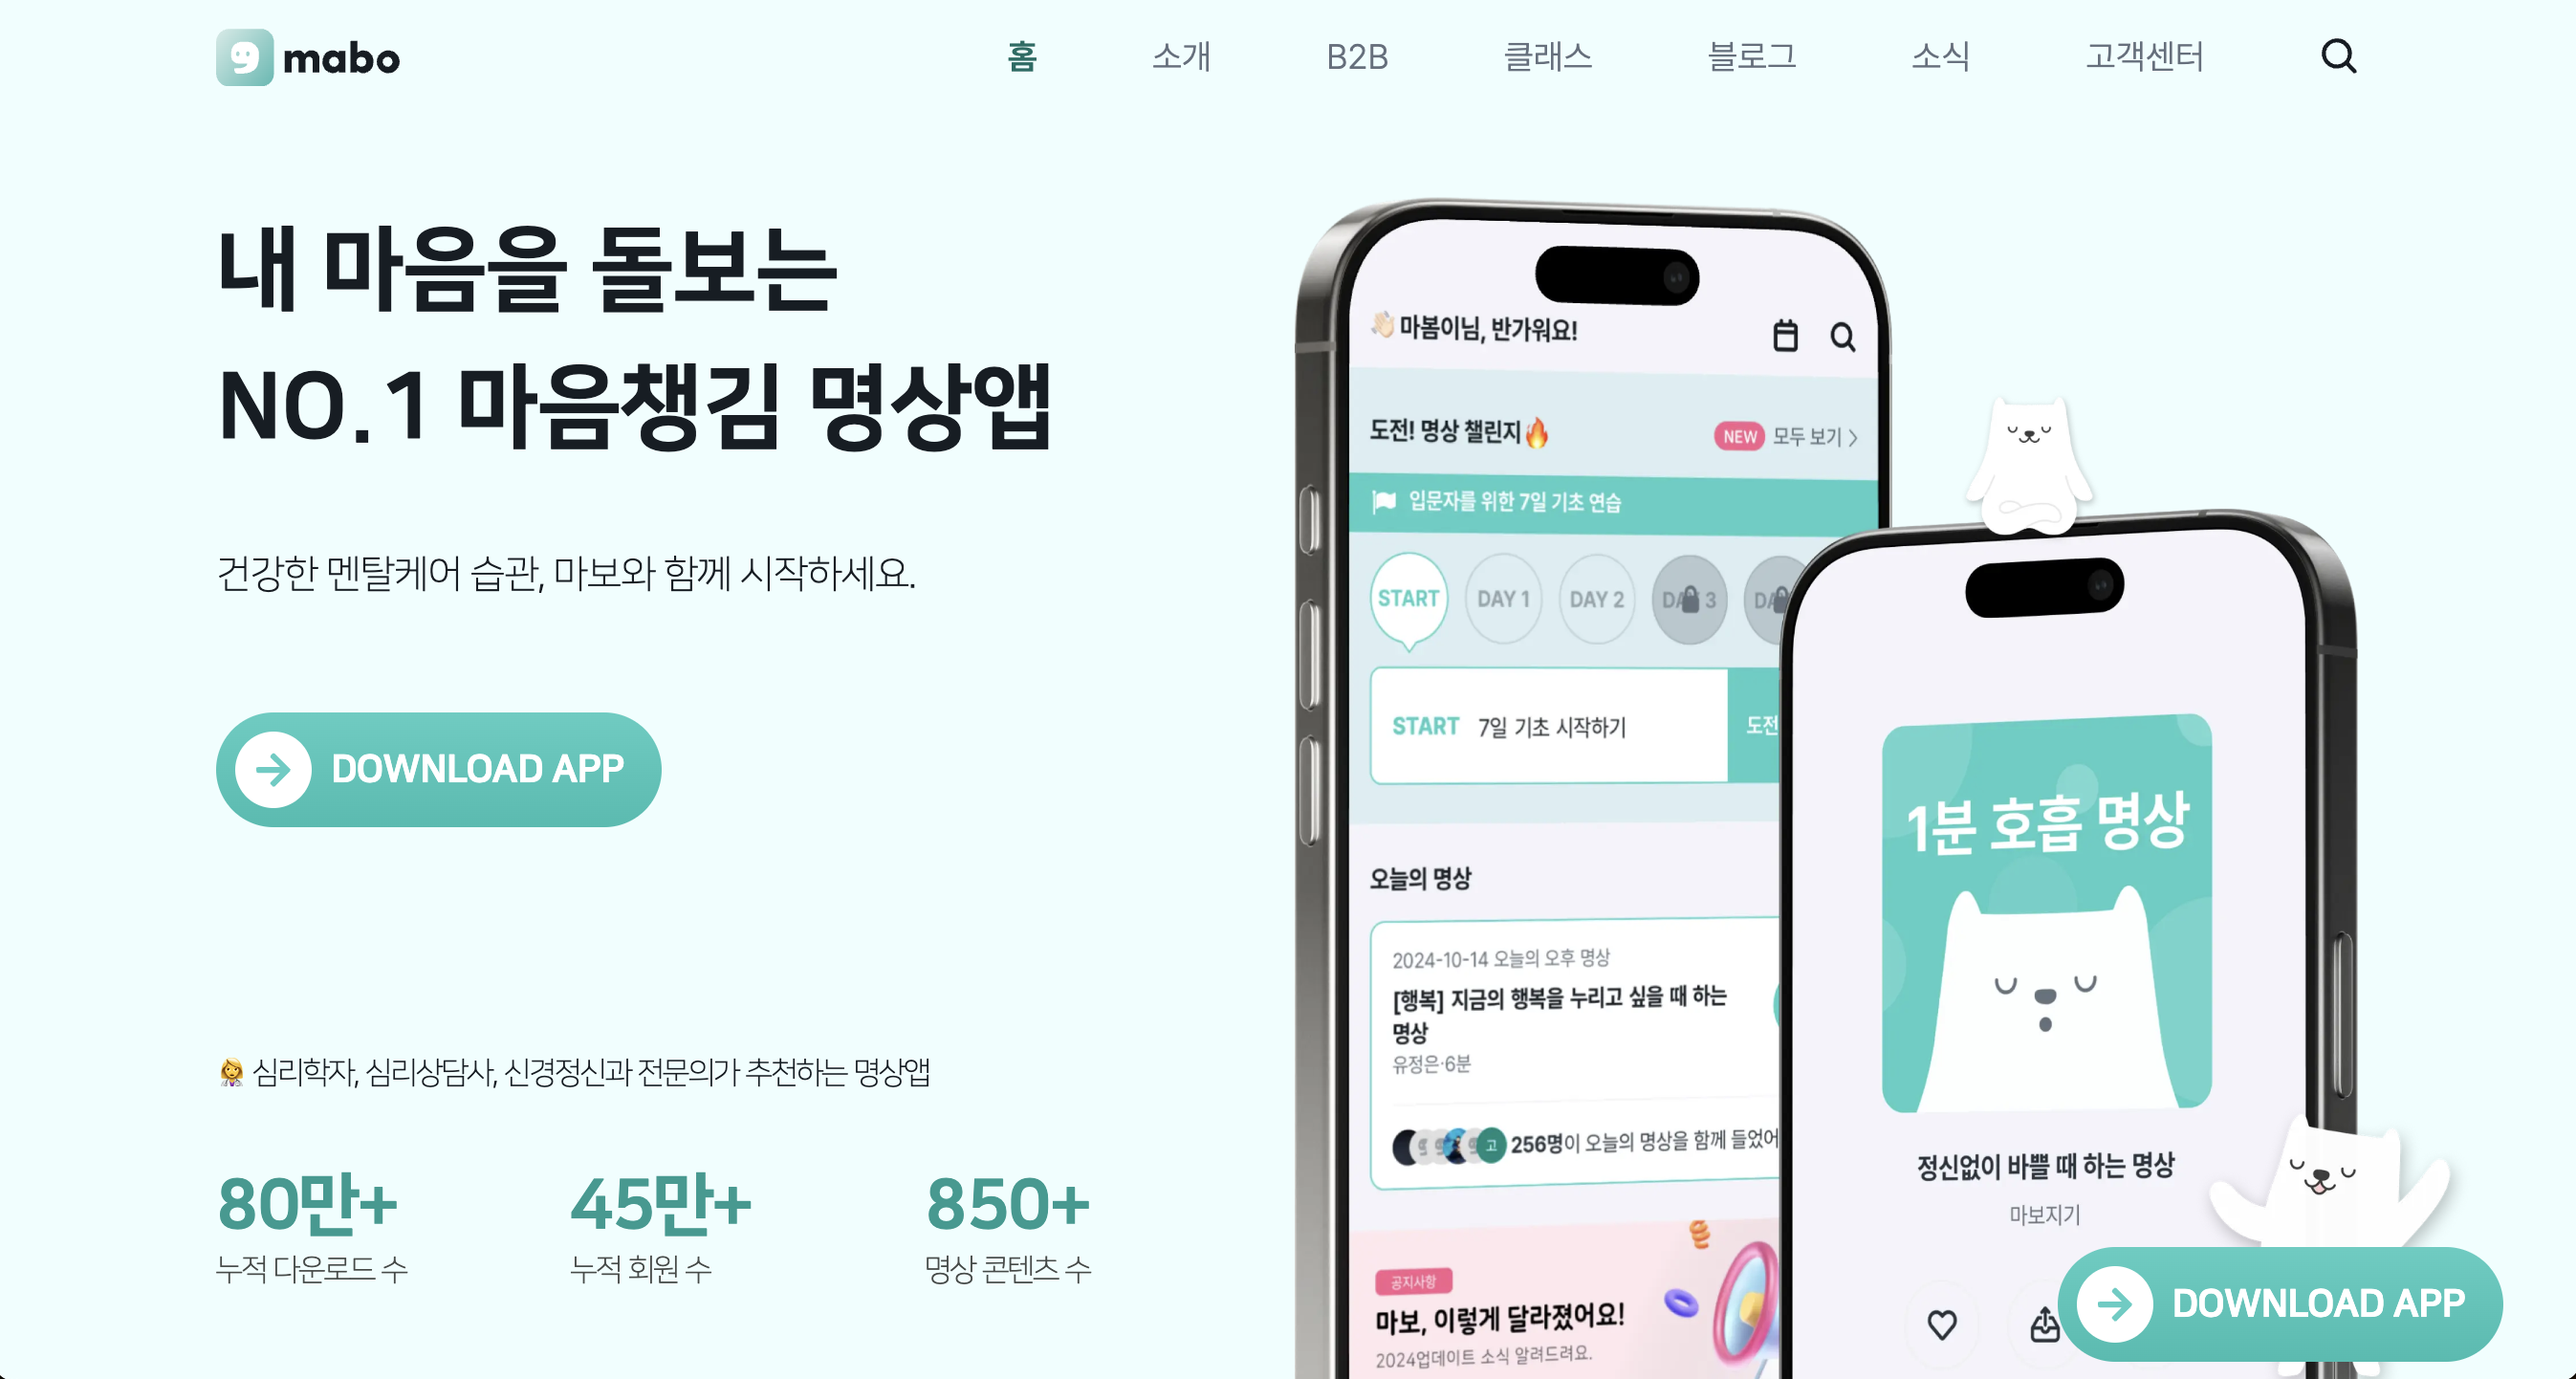 mabo
홈
소개
B2B
클래스
블로그
소식
고객센터
내 마음을 돌보는
NO.1 마음챙김 명상앱
건강한 멘탈케어 습관, 마보와 함께 시작하세요.
DOWNLOAD APP
심리학자, 심리상담사, 신경정신과 전문의가 추천하는 명상앱
80만+
누적 다운로드 수
45만+
누적 회원 수
850+
명상 콘텐츠 수
마봄이님, 반가워요!
도전! 명상 챌린지
NEW 모두 보기 >
입문자를 위한 7일 기초 연습
START
DAY 1
DAY 2
START 7일 기초 시작하기
도전
오늘의 명상
2024-10-14 오늘의 오후 명상
[행복] 지금의 행복을 누리고 싶을 때 하는
명상
유정은·6분
고
256명이 오늘의 명상을 함께 들었어
공지사항
마보, 이렇게 달라졌어요!
2024업데이트 소식 알려드려요.
1분 호흡 명상
정신없이 바쁠 때 하는 명상
마보지기
DOWNLOAD APP